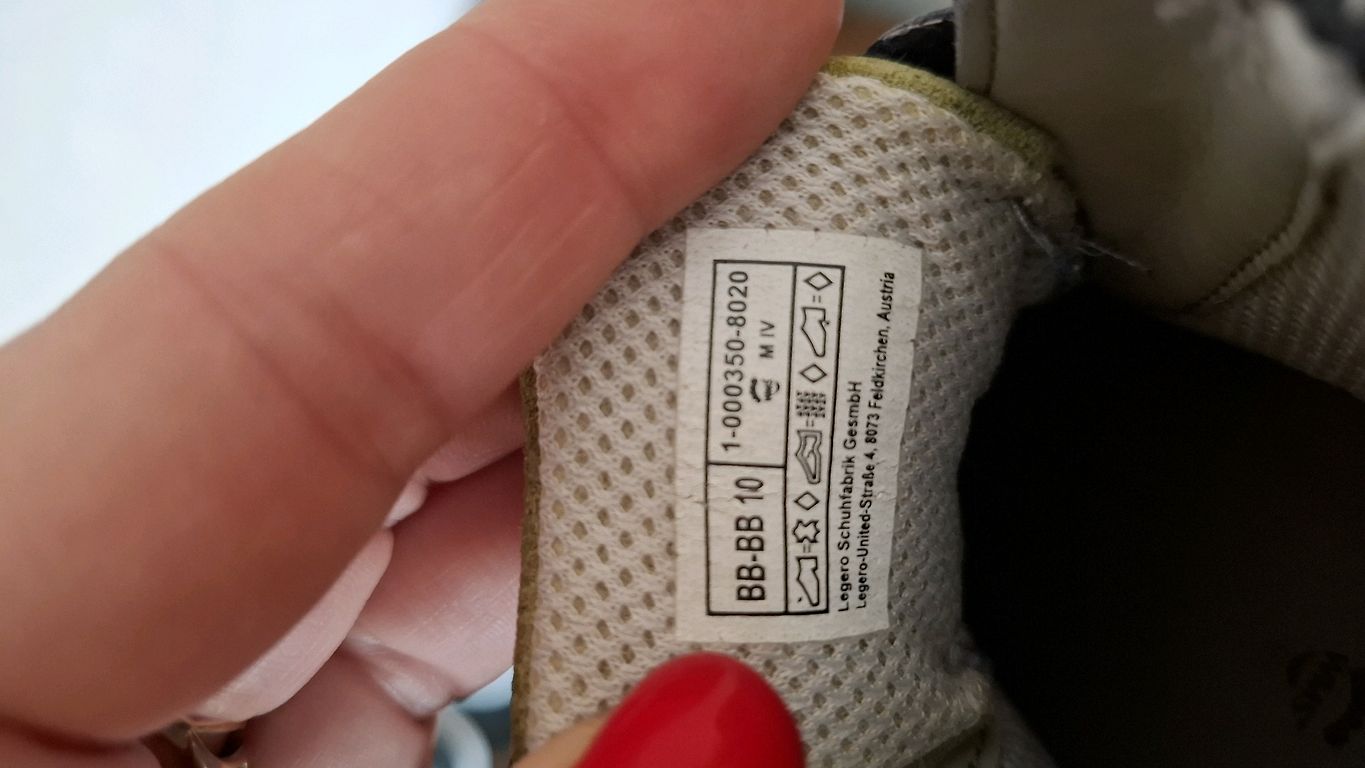 BB-BB 10
1-000350-8020
M IV
Legero Schuhfabrik GesmbH
Legero-United-Straße 4, 8073 Feldkirchen, Austria